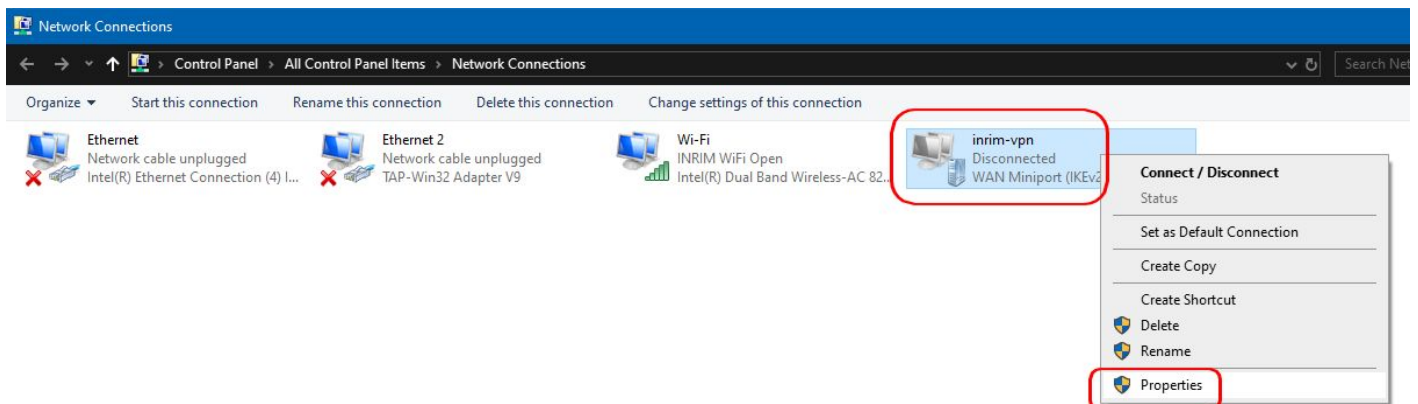 Network Connections
Control Panel > All Control Panel Items > Network Connections
Search Net
Organize Start this connection Rename this connection Delete this connection Change settings of this connection
Ethernet
Network cable unplugged
Intel(R) Ethernet Connection (4) I...
Ethernet 2
Network cable unplugged
TAP-Win32 Adapter V9
Wi-Fi
INRIM WiFi Open
Intel(R) Dual Band Wireless-AC 82...
inrim-vpn
Disconnected
WAN Miniport (IKEv2
Connect / Disconnect
Status
Set as Default Connection
Create Copy
Create Shortcut
Delete
Rename
Properties